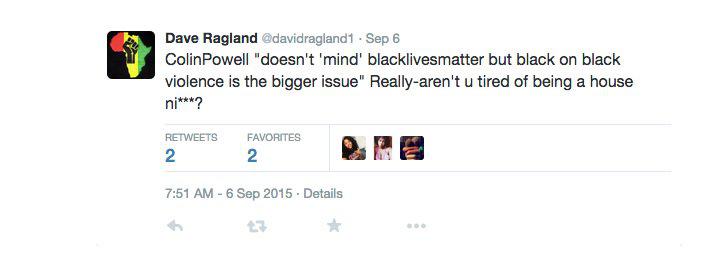 Dave Ragland @davidragland1 · Sep 6
ColinPowell "doesn't 'mind' blacklivesmatter but black on black
violence is the bigger issue" Really-aren't u tired of being a house
ni***?
RETWEETS FAVORITES
2 2
7:51 AM - 6 Sep 2015 · Details